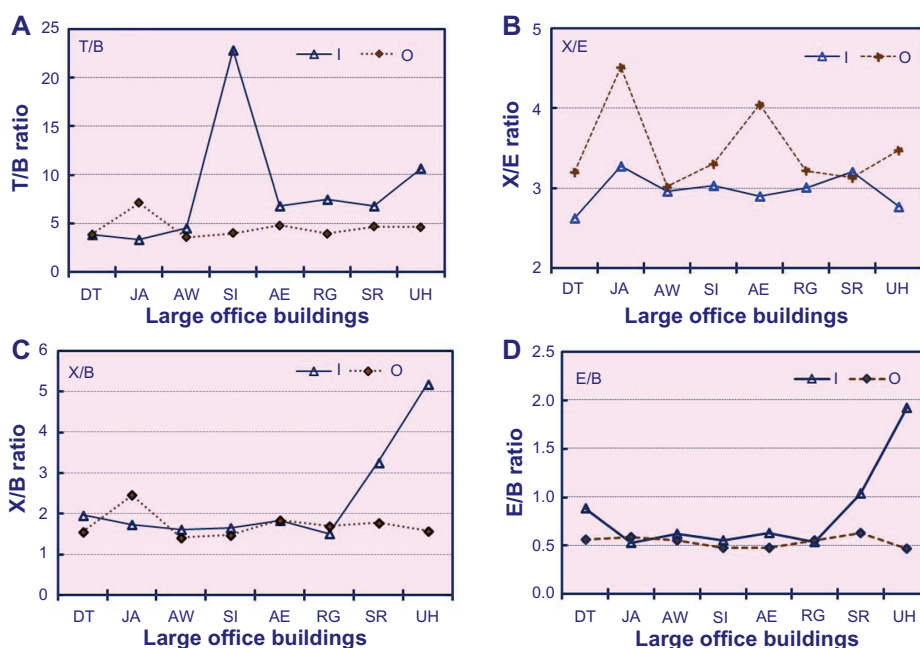 A
T/B
I
O
25
20
15
10
5
0
T/B ratio
DT JA AW SI AE RG SR UH
Large office buildings
B
X/E
I
O
5
4
3
2
X/E ratio
DT JA AW SI AE RG SR UH
Large office buildings
C
X/B
I
O
6
5
4
3
2
1
0
X/B ratio
DT JA AW SI AE RG SR UH
Large office buildings
D
E/B
I
O
2.5
2.0
1.5
1.0
0.5
0.0
E/B ratio
DT JA AW SI AE RG SR UH
Large office buildings